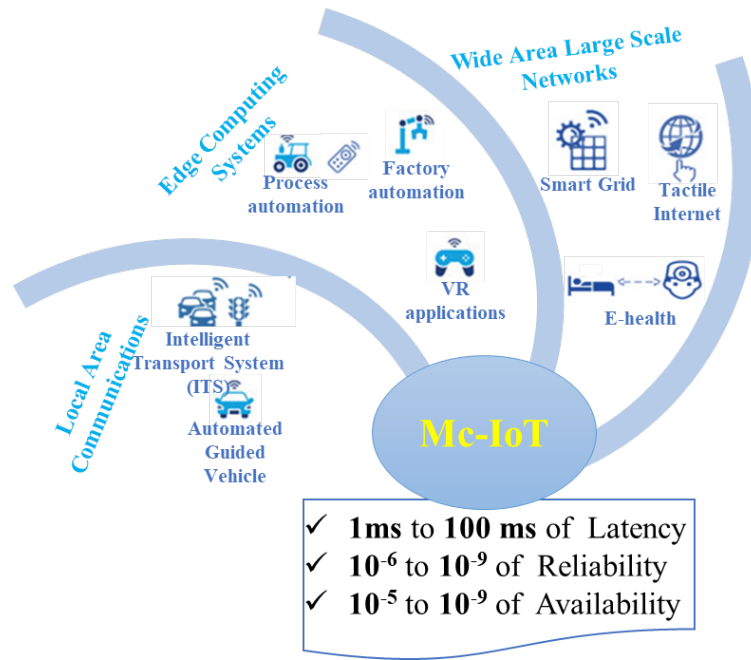 Wide Area Large Scale
Networks
Edge Computing
Systems
Process
automation
Factory
automation
Smart Grid
Tactile
Internet
VR
applications
E-health
Local Area
Communications
Intelligent
Transport System
(ITS)
Automated
Guided
Vehicle
Mc-IoT
✓ 1ms to 100 ms of Latency
✓ 10⁻⁶ to 10⁻⁹ of Reliability
✓ 10⁻⁵ to 10⁻⁹ of Availability